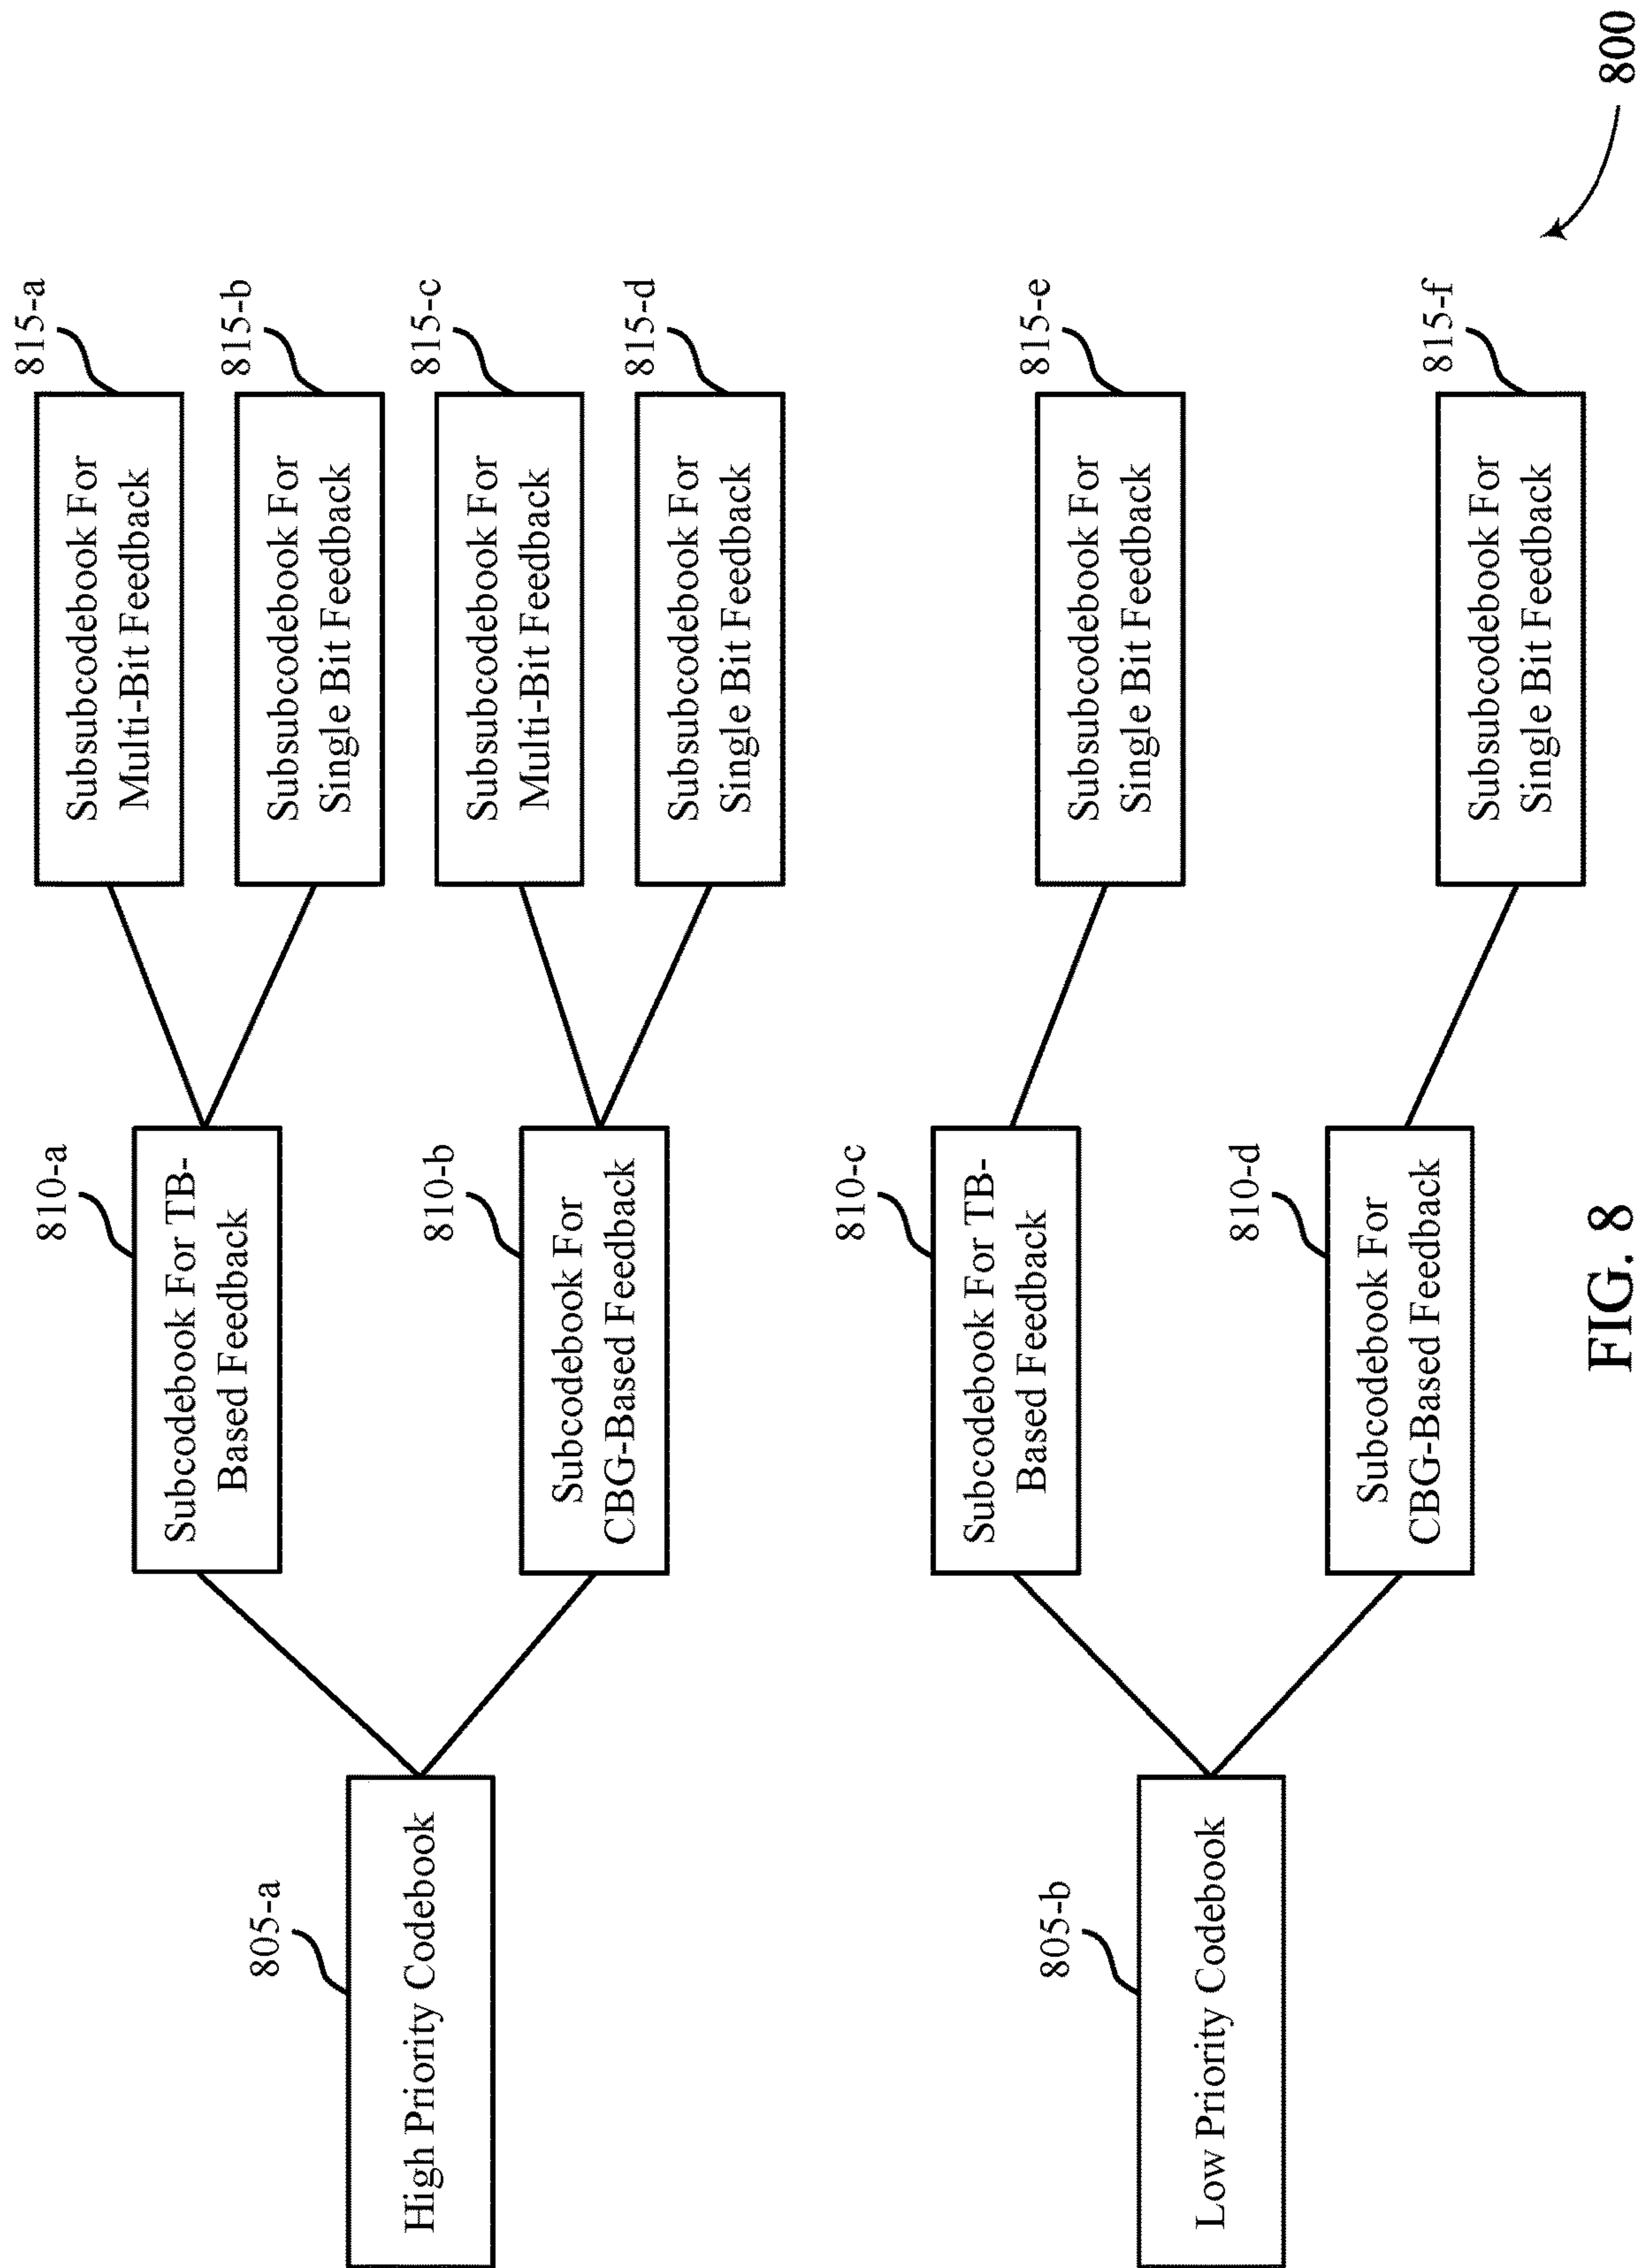 805-a
High Priority Codebook
810-a
Subcodebook For TB-
Based Feedback
815-a
Subsubcodebook For
Multi-Bit Feedback
815-b
Subsubcodebook For
Single Bit Feedback
810-b
Subcodebook For
CBG-Based Feedback
815-c
Subsubcodebook For
Multi-Bit Feedback
815-d
Subsubcodebook For
Single Bit Feedback
805-b
Low Priority Codebook
810-c
Subcodebook For TB-
Based Feedback
815-e
Subsubcodebook For
Single Bit Feedback
810-d
Subcodebook For
CBG-Based Feedback
815-f
Subsubcodebook For
Single Bit Feedback
800
FIG. 8